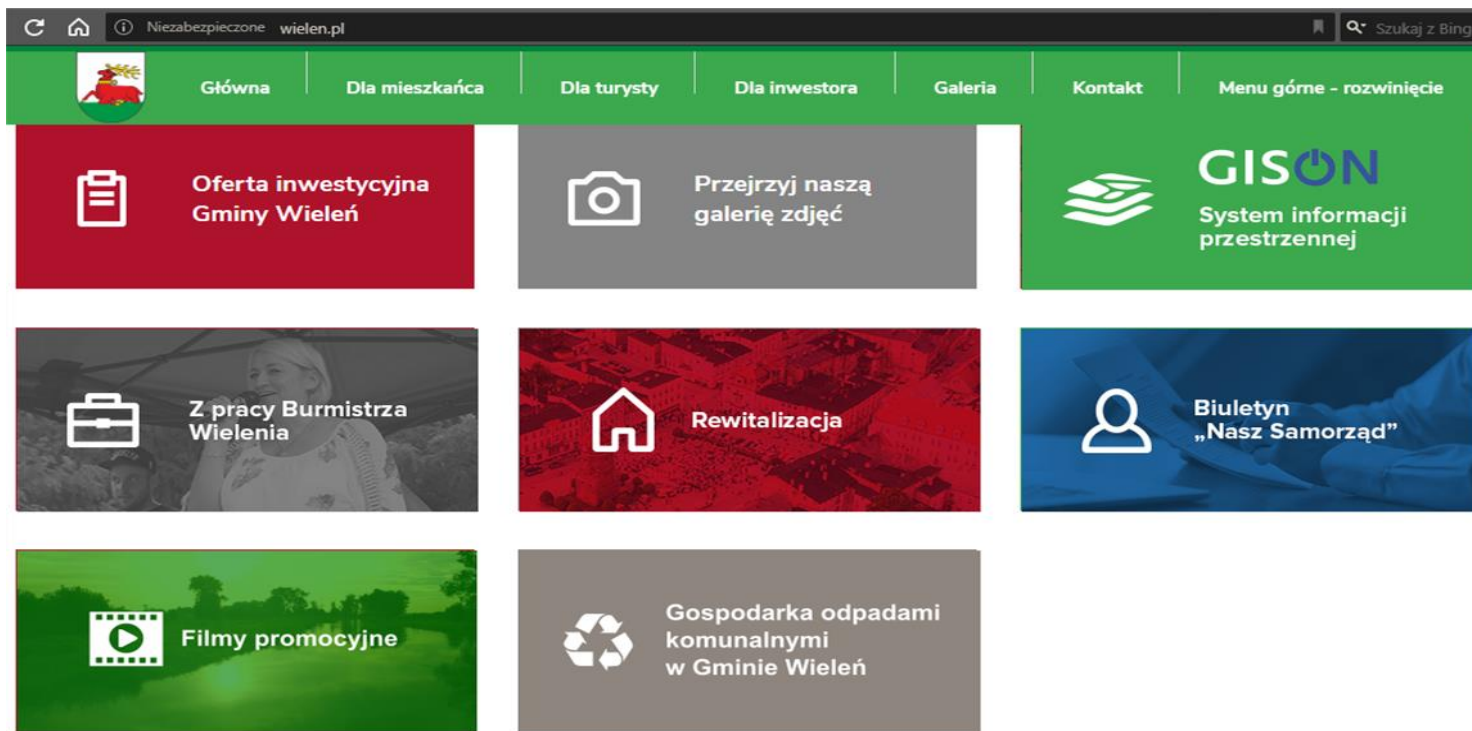 Niezabezpieczone wielen.pl Szukaj z Bing
Główna Dla mieszkańca Dla turysty Dla inwestora Galeria Kontakt Menu górne - rozwinięcie
Oferta inwestycyjna
Gminy Wieleń
Przejrzyj naszą
galerię zdjęć
GISON
System informacji
przestrzennej
Z pracy Burmistrza
Wielenia
Rewitalizacja
Biuletyn
„Nasz Samorząd”
Filmy promocyjne
Gospodarka odpadami
komunalnymi
w Gminie Wieleń